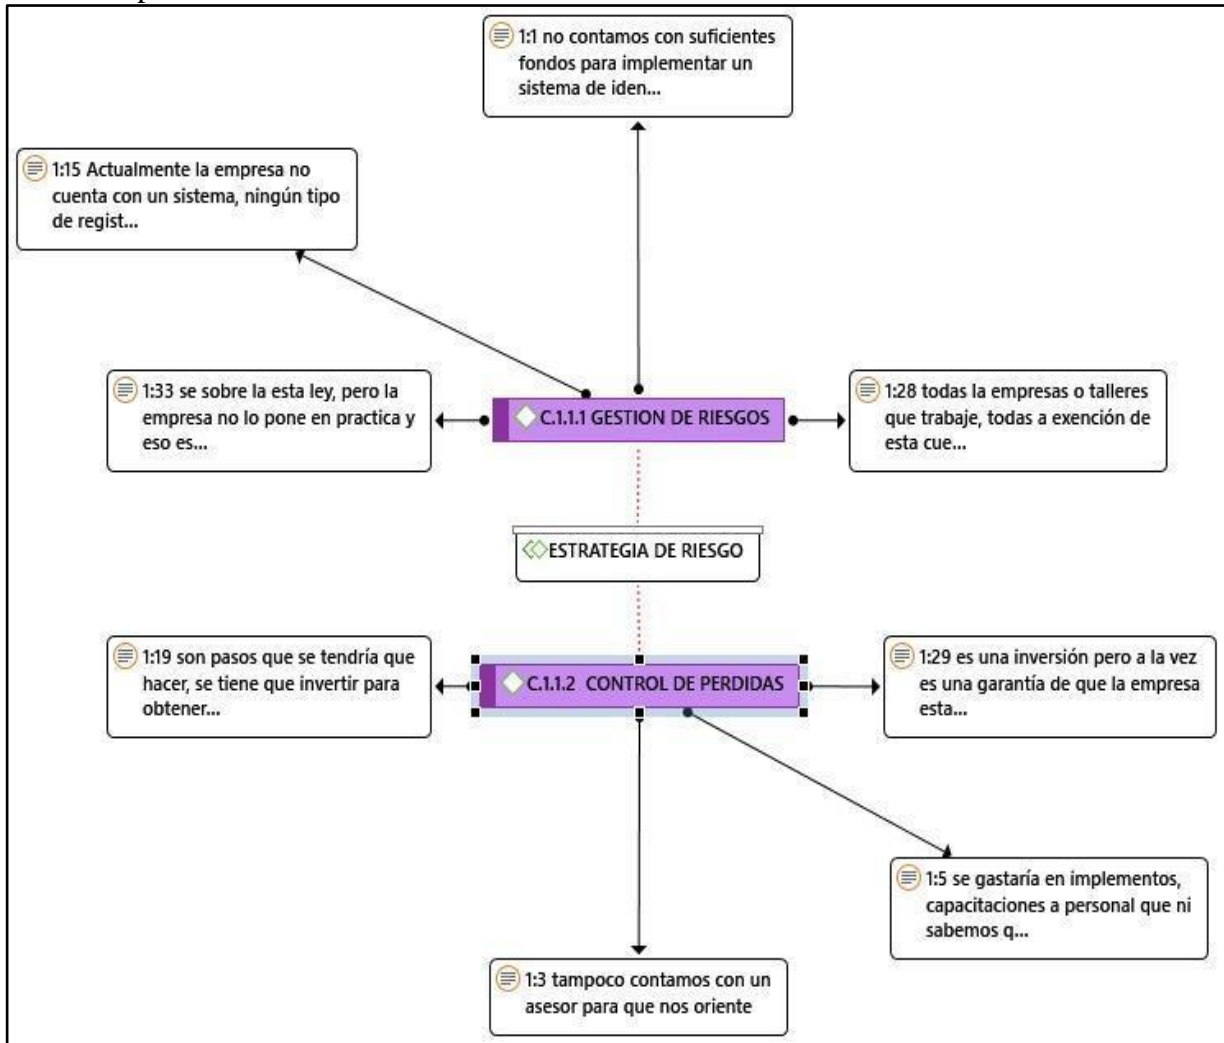 1:1 no contamos con suficientes
fondos para implementar un
sistema de iden...
1:15 Actualmente la empresa no
cuenta con un sistema, ningún tipo
de regist...
1:33 se sobre la esta ley, pero la
empresa no lo pone en practica y
eso es...
C.1.1.1 GESTION DE RIESGOS
1:28 todas la empresas o talleres
que trabaje, todas a exención de
esta cue...
ESTRATEGIA DE RIESGO
1:19 son pasos que se tendría que
hacer, se tiene que invertir para
obtener...
C.1.1.2 CONTROL DE PERDIDAS
1:29 es una inversión pero a la vez
es una garantía de que la empresa
esta...
1:5 se gastaría en implementos,
capacitaciones a personal que ni
sabemos q...
1:3 tampoco contamos con un
asesor para que nos oriente